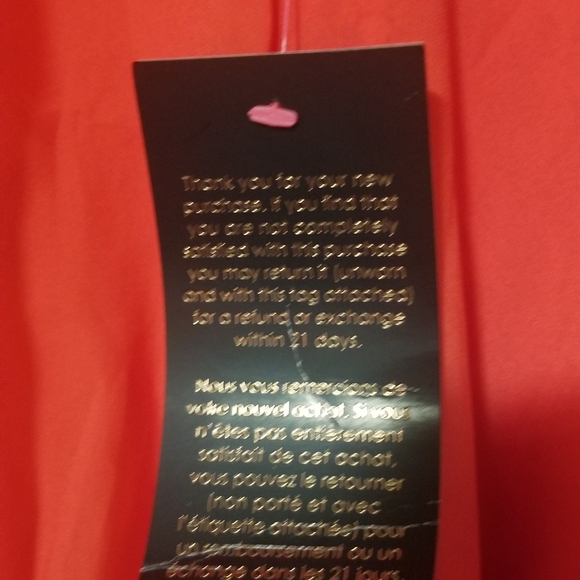 Thank you for your new
purchase. If you find that
you are not completely
satisfied with this purchase
you may return it (unworn
and with this tag attached)
for a refund or exchange
within 21 days.
Nous vous remercions de
votre nouvel achat. Si vous
n'êtes pas entièrement
satisfait de cet achat,
vous pouvez le retourner
(non porté et avec
l'étiquette attachée) pour
un remboursement ou un
échange dans les 21 jours.